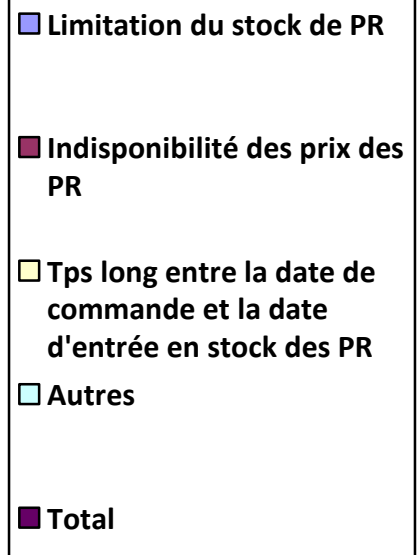 Limitation du stock de PR
Indisponibilité des prix des
PR
Tps long entre la date de
commande et la date
d'entrée en stock des PR
Autres
Total